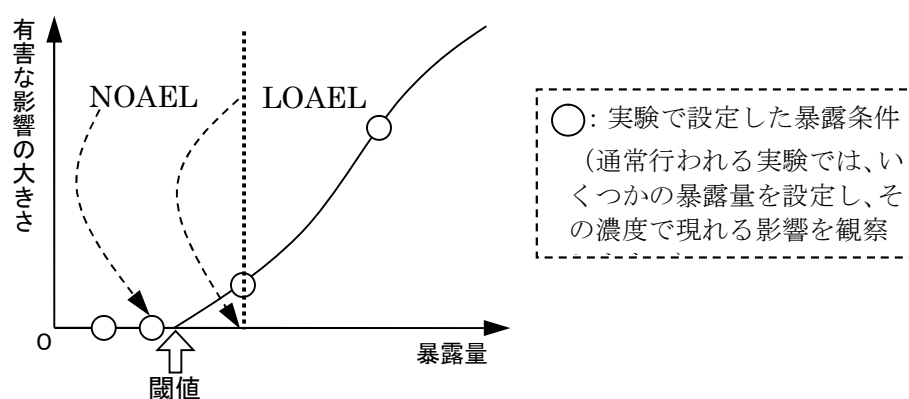 有害な影響の大きさ
NOAEL
LOAEL
0
暴露量
閾値
○: 実験で設定した暴露条件
(通常行われる実験では、い
くつかの暴露量を設定し、そ
の濃度で現れる影響を観察